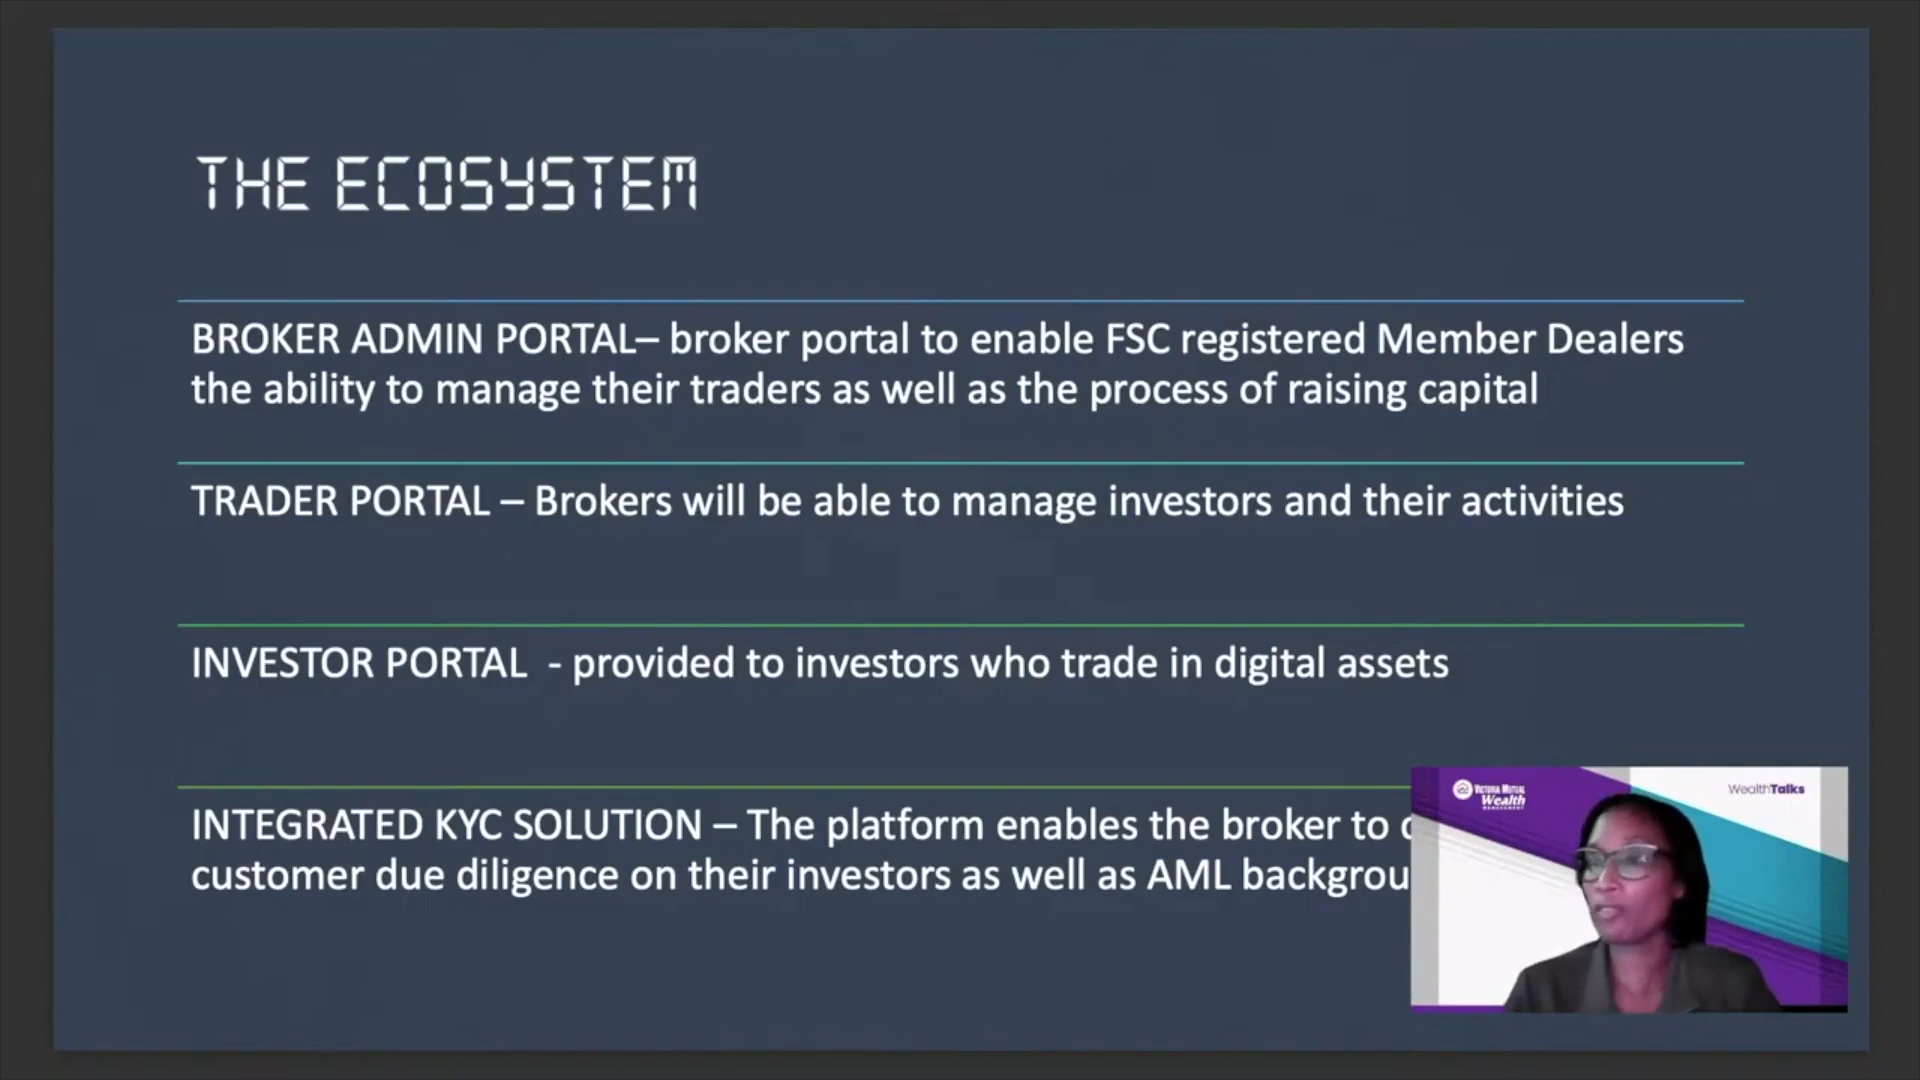 THE ECOSYSTEM
BROKER ADMIN PORTAL– broker portal to enable FSC registered Member Dealers
the ability to manage their traders as well as the process of raising capital
TRADER PORTAL – Brokers will be able to manage investors and their activities
INVESTOR PORTAL - provided to investors who trade in digital assets
INTEGRATED KYC SOLUTION – The platform enables the broker to
customer due diligence on their investors as well as AML
VICTORIA MUTUAL
Wealth
MANAGEMENT
WealthTalks